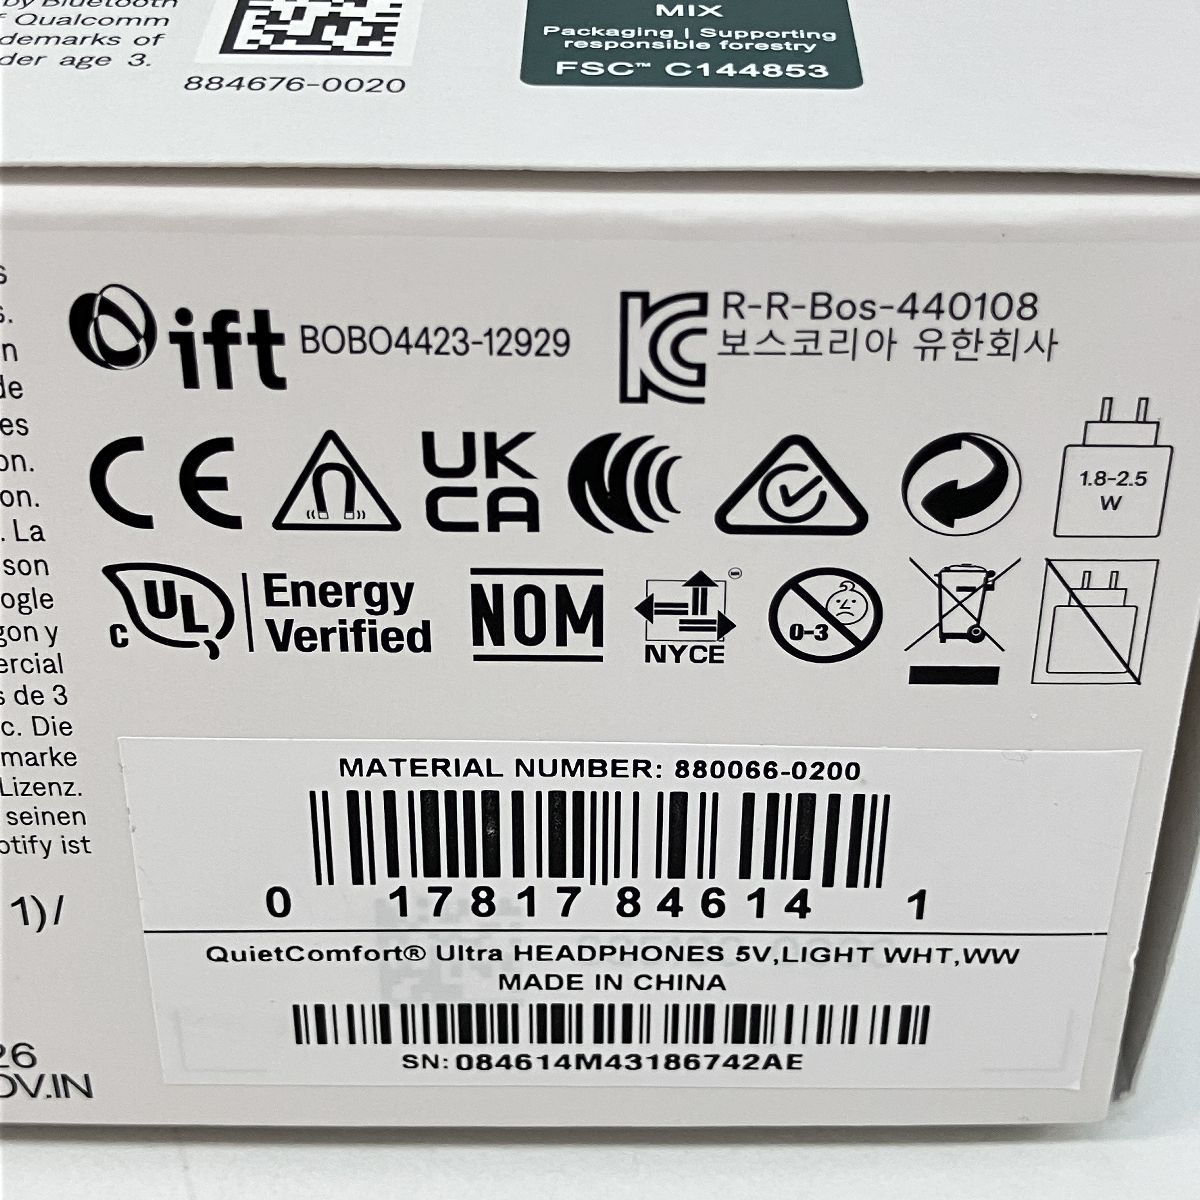 by Bluetooth
Qualcomm
demarks of
der age 3.
884676-0020
MIX
Packaging | Supporting
responsible forestry
FSC™ C144853
ift BOBO4423-12929
R-R-Bos-440108
보스코리아 유한회사
CE
UK
CA
1.8-2.5
W
C UL Energy
Verified
NOM
NYCE
0-3
s
s.
n
de
es
on.
on.
. La
son
ogle
gon y
ercial
s de 3
c. Die
marke
Lizenz.
seinen
otify ist
1)/
26
OV.IN
MATERIAL NUMBER: 880066-0200
0 17817 84614 1
QuietComfort® Ultra HEADPHONES 5V,LIGHT WHT,WW
MADE IN CHINA
SN: 084614M43186742AE